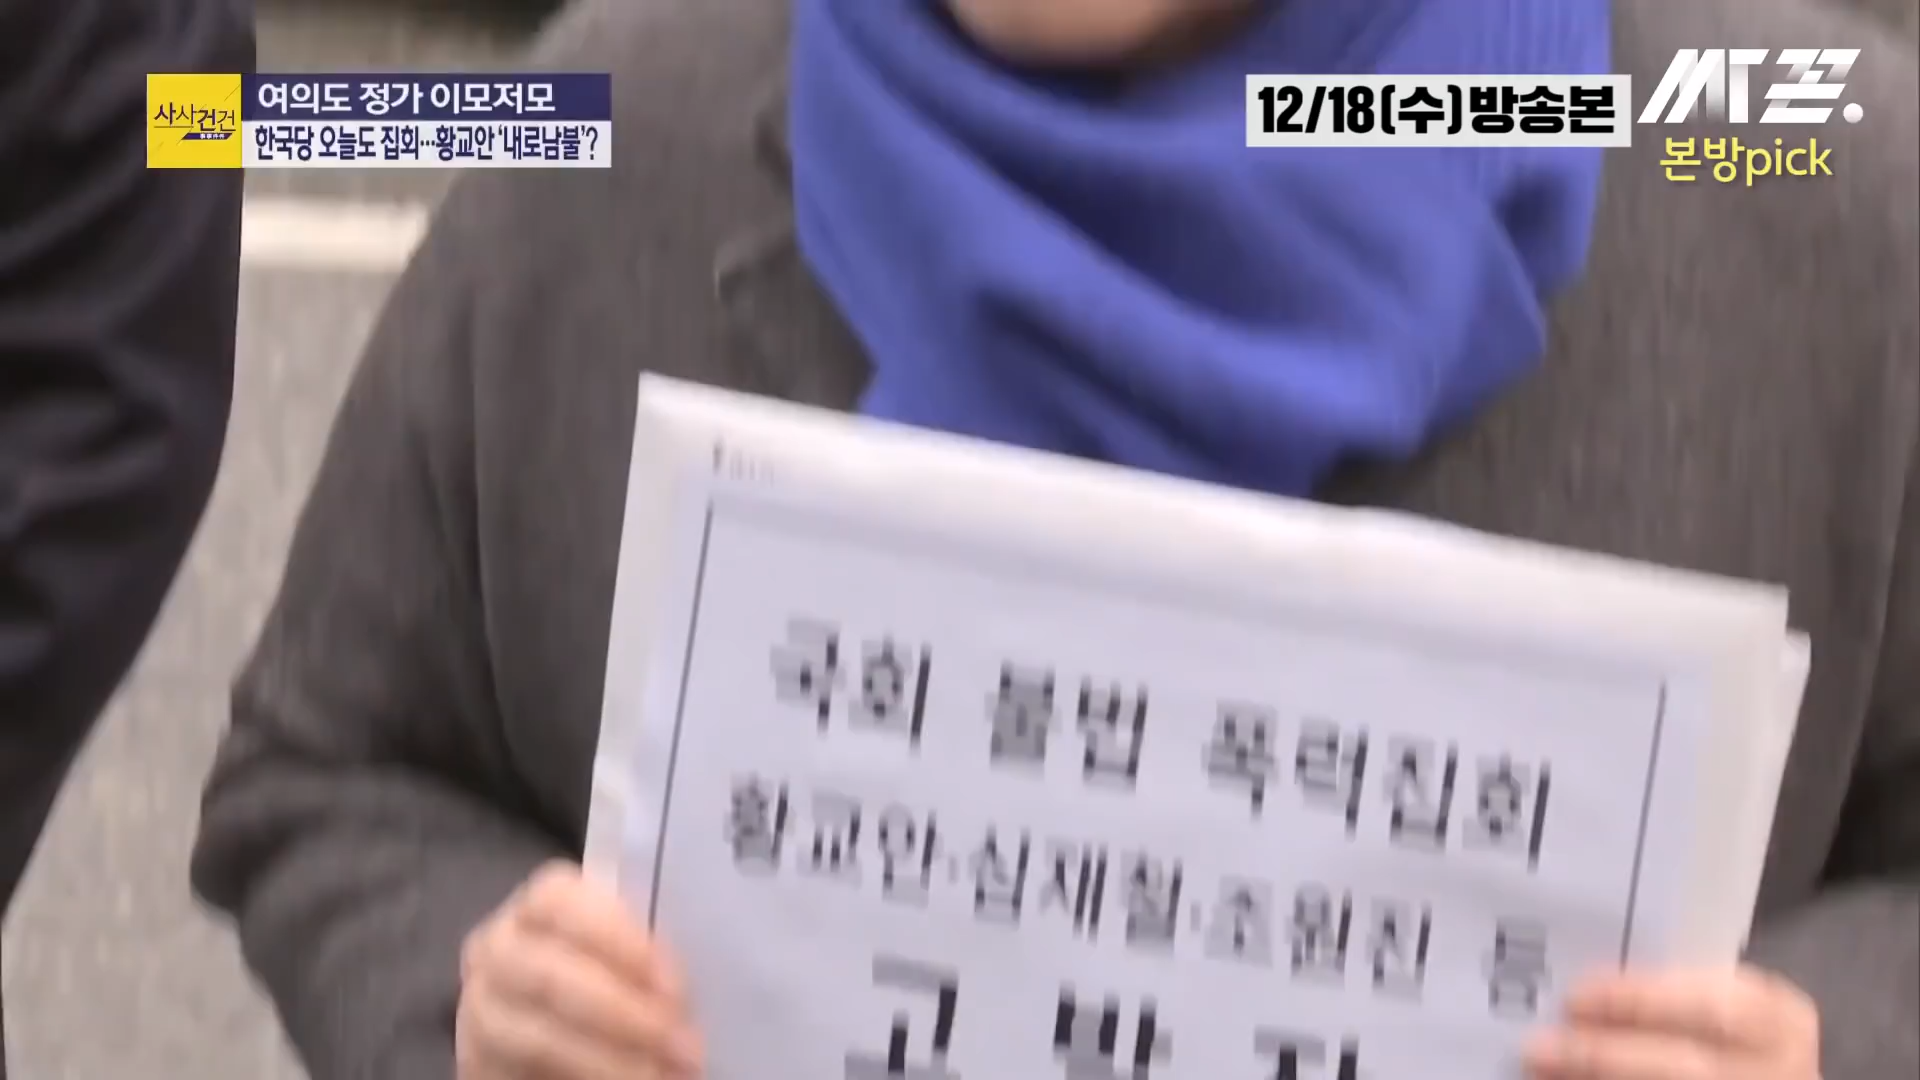 사사건건
여의도 정가 이모저모
한국당 오늘도 집회…황교안 ‘내로남불’?
12/18(수)방송본
MT꾼.
본방pick
국회 불법 폭력집회
황교안·심재철·조원진 등
고 발 장